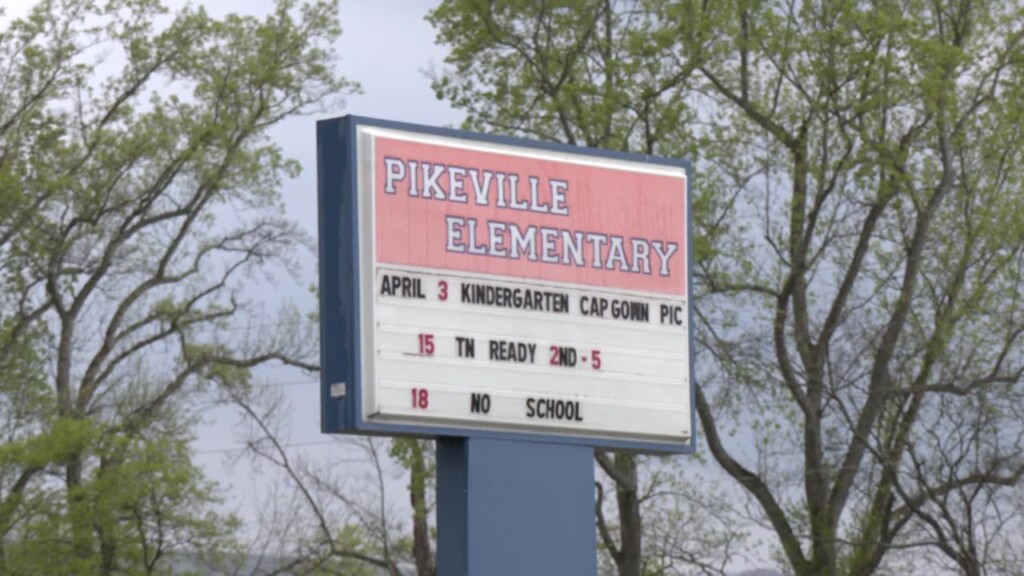 PIKEVILLE
ELEMENTARY
APRIL 3 KINDERGARTEN CAP GOWN PIC
15 TN READY 2ND - 5
18 NO SCHOOL